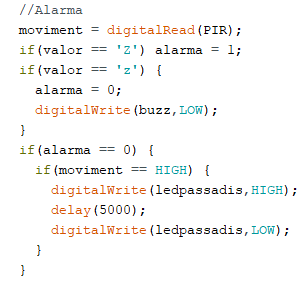 //Alarma
moviment = digitalRead(PIR);
if(valor == 'Z') alarma = 1;
if(valor == 'z') {
  alarma = 0;
  digitalWrite(buzz,LOW);
}
if(alarma == 0) {
  if(moviment == HIGH) {
    digitalWrite(ledpassadis,HIGH);
    delay(5000);
    digitalWrite(ledpassadis,LOW);
  }
}